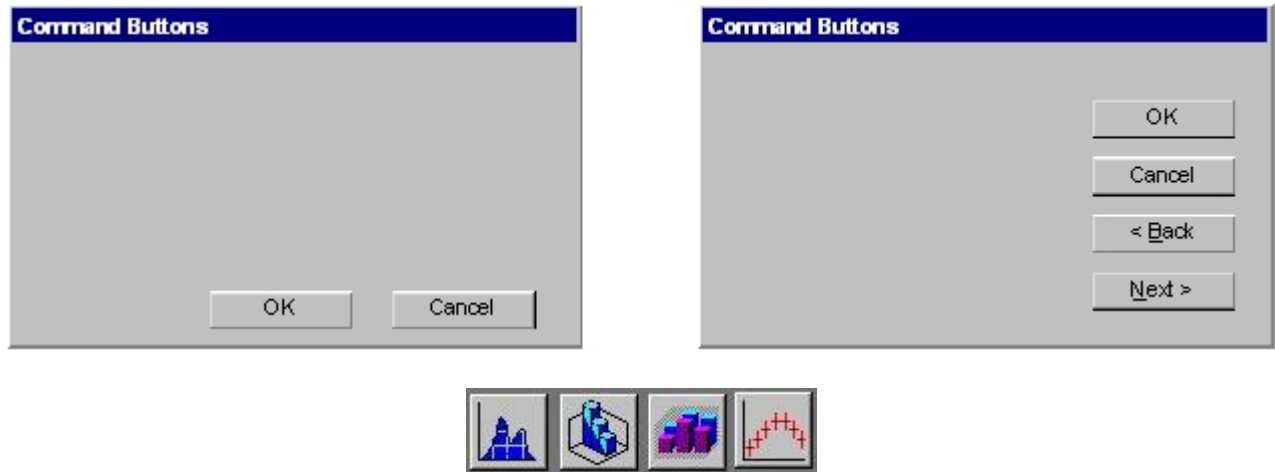 Command Buttons
OK Cancel
Command Buttons
OK
Cancel
< Back
Next >